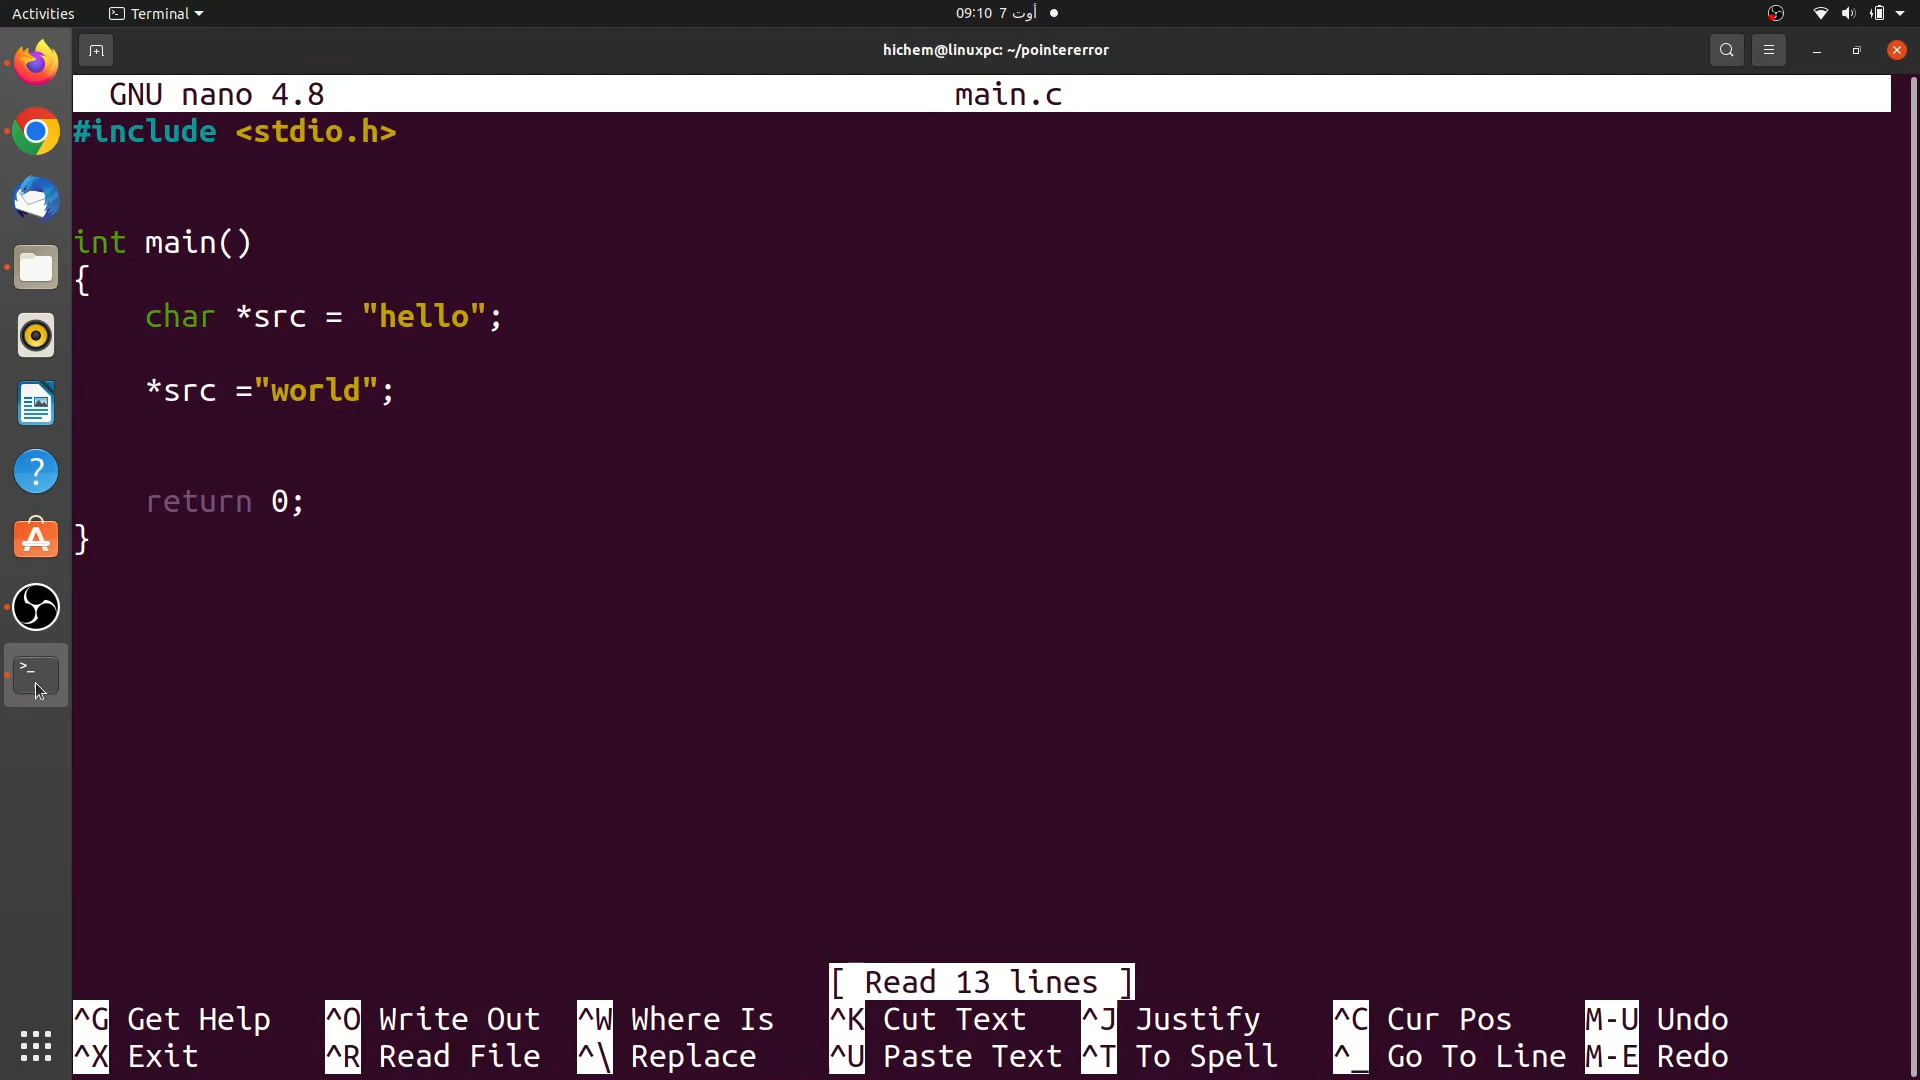 Activities
Terminal
09:10 7 أوت
hichem@linuxpc: ~/pointererror
GNU nano 4.8
main.c
#include <stdio.h>
int main()
{
    char *src = "hello";
    *src ="world";
    return 0;
}
[ Read 13 lines ]
^G Get Help ^O Write Out ^W Where Is ^K Cut Text ^J Justify ^C Cur Pos M-U Undo
^X Exit ^R Read File ^\ Replace ^U Paste Text ^T To Spell ^_ Go To Line M-E Redo